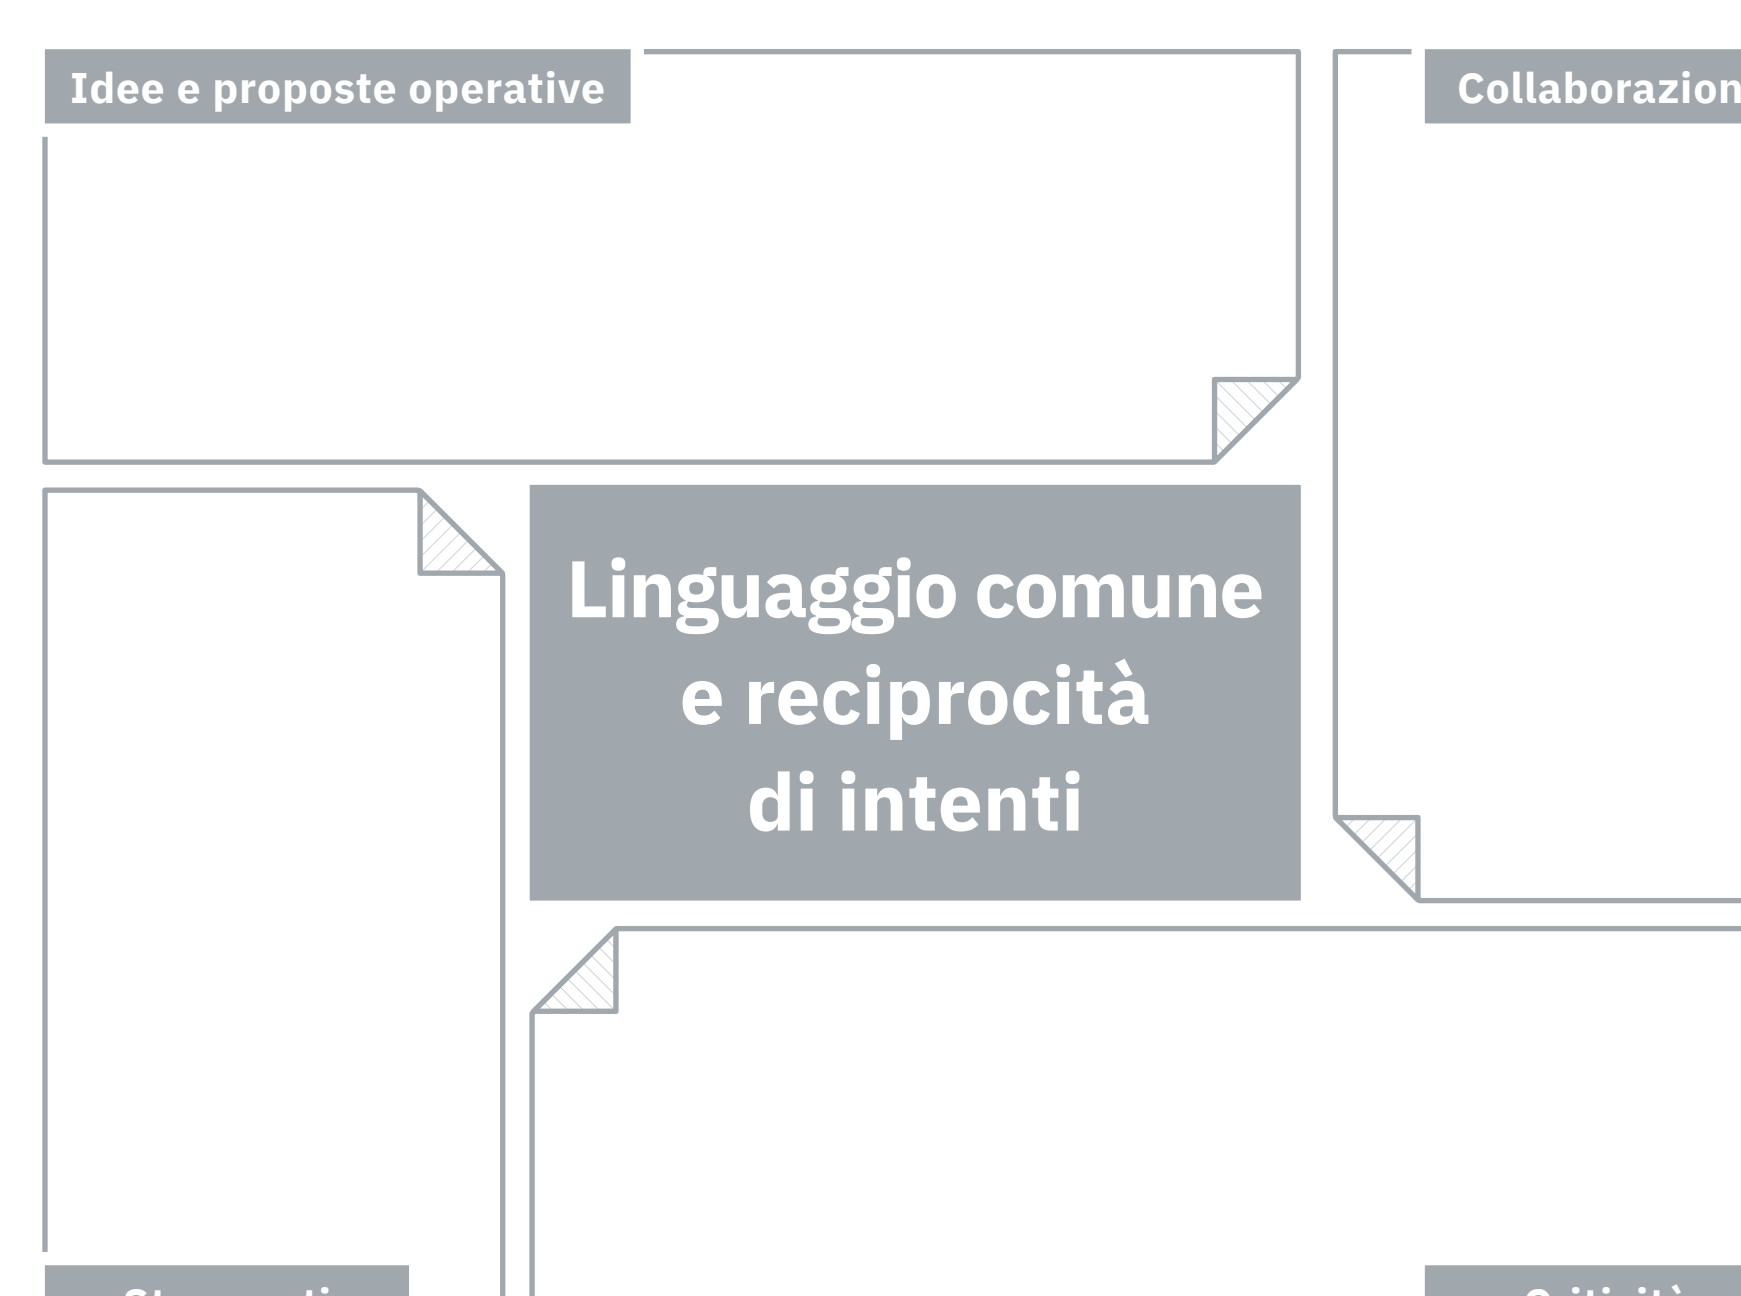 Idee e proposte operative
Collaborazion
Linguaggio comune
e reciprocità
di intenti